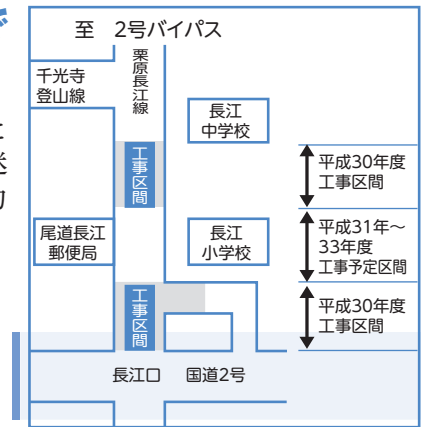 至 2号バイパス
栗原長江線
千光寺
登山線
長江
中学校
工事区間
平成30年度
工事区間
尾道長江
郵便局
長江
小学校
平成31年〜
33年度
工事予定区間
工事区間
平成30年度
工事区間
長江口 国道2号